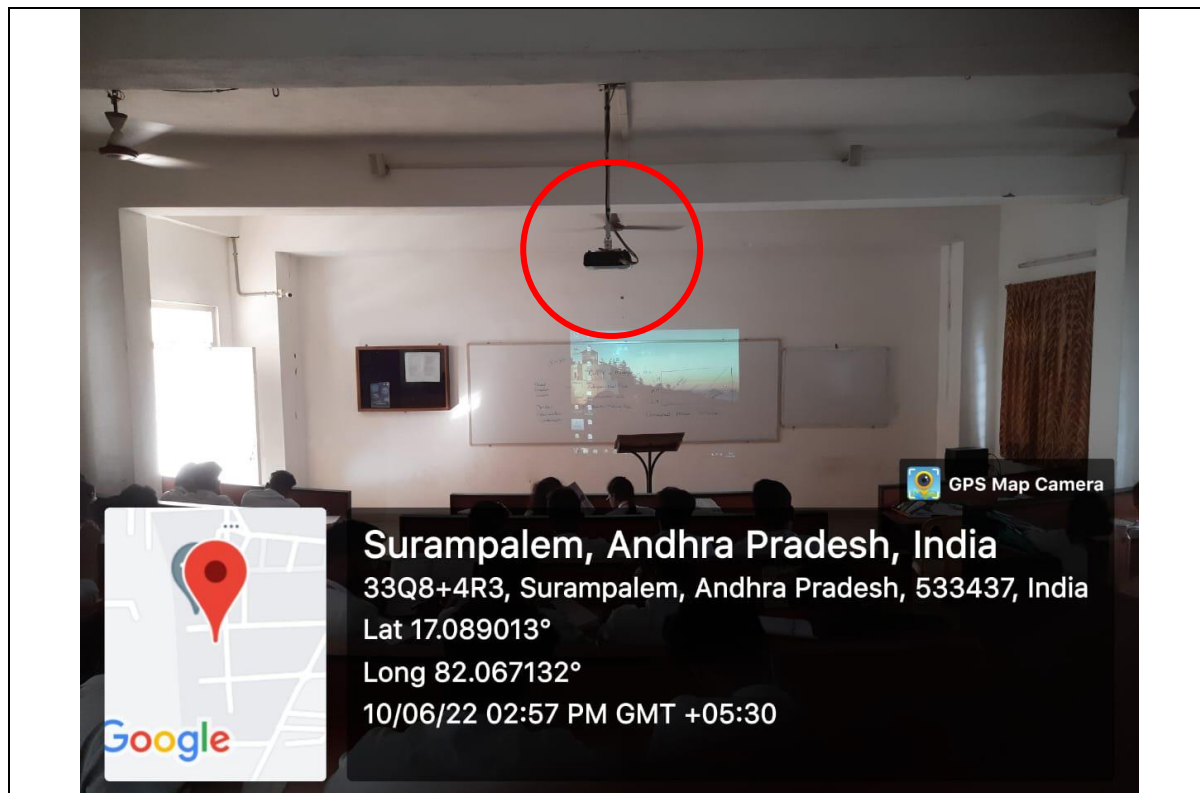 GPS Map Camera
Surampalem, Andhra Pradesh, India
33Q8+4R3, Surampalem, Andhra Pradesh, 533437, India
Lat 17.089013°
Long 82.067132°
10/06/22 02:57 PM GMT +05:30
Google